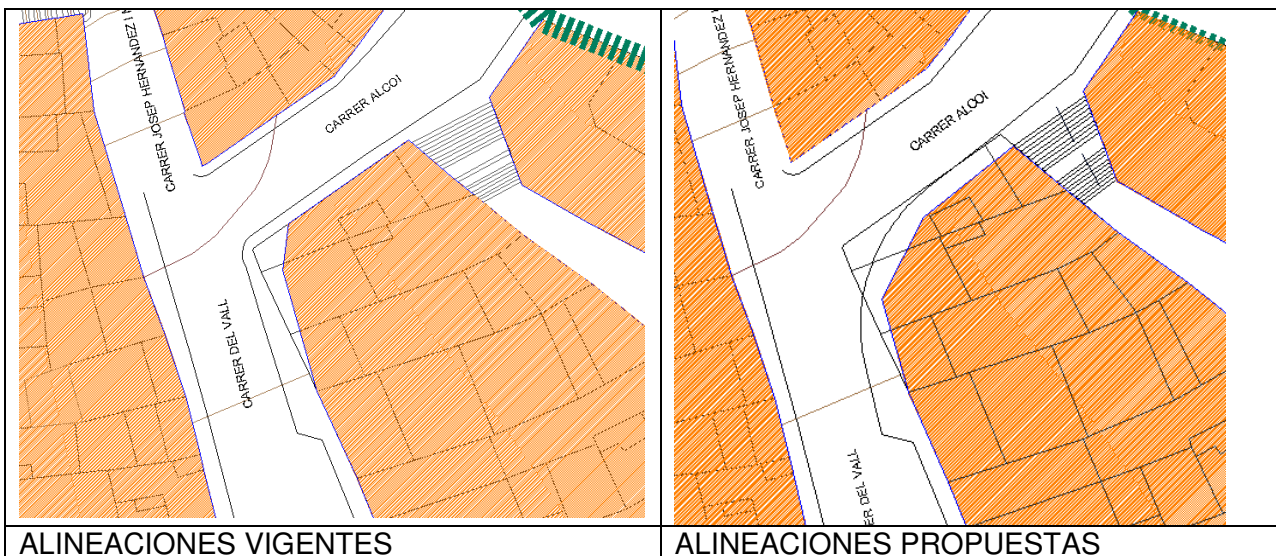 CARRER JOSEP HERNANDEZ I
CARRER ALCOI
CARRER DEL VALL
ALINEACIONES VIGENTES
CARRER JOSEP HERNANDEZ I
CARRER ALCOI
ER DEL VALL
ALINEACIONES PROPUESTAS